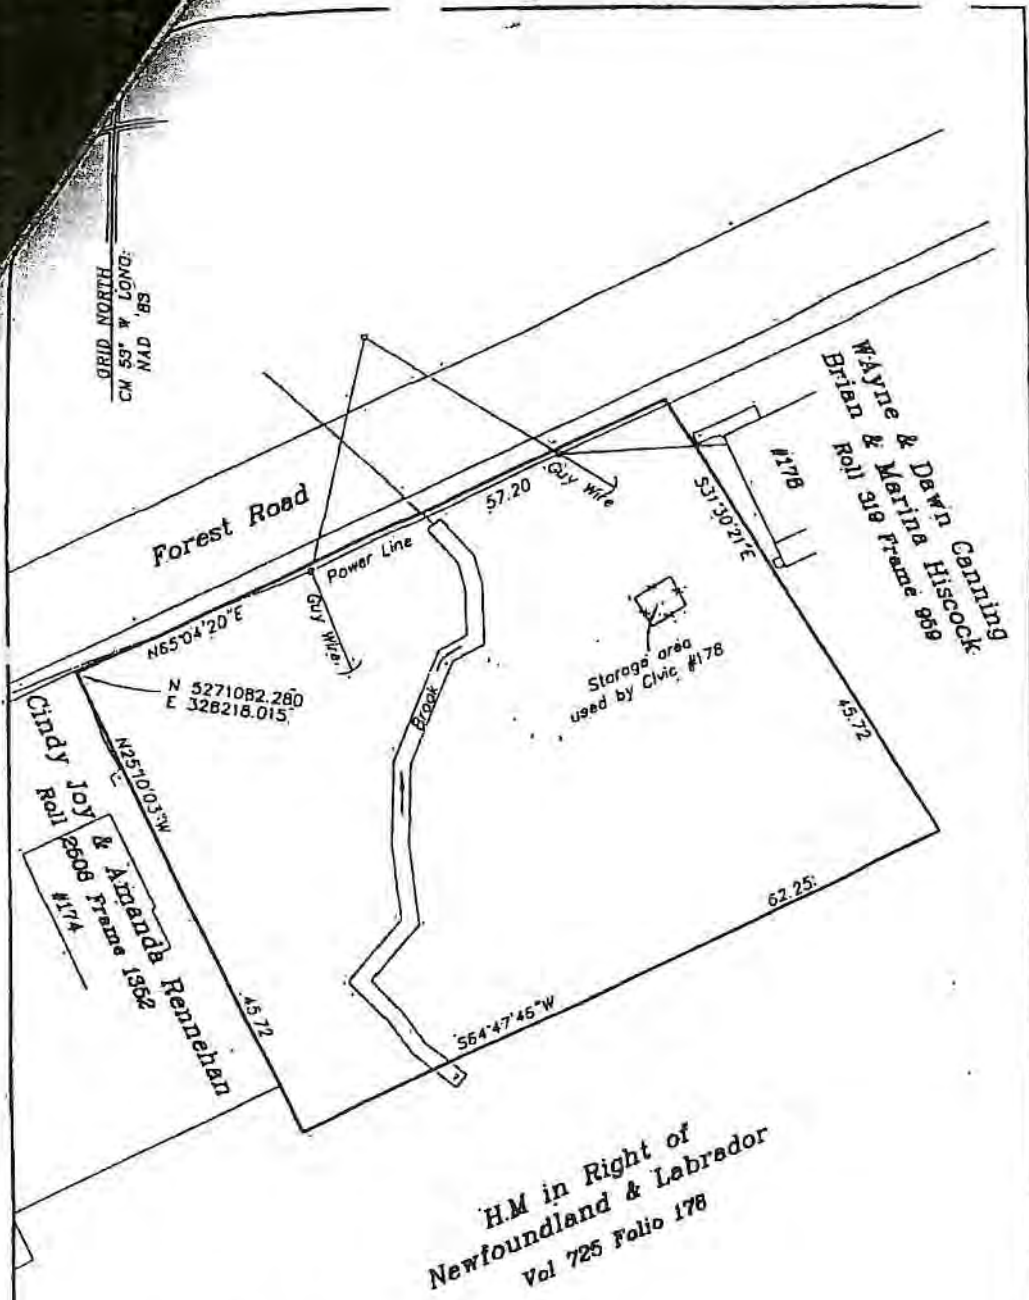 GRID NORTH
CM 53° W LONG.
NAD '83
Wayne & Dawn Canning
Brian & Marina Hiscock
Roll 319 Frame 959
#178
Forest Road
57.20
Guy Wire
S31°30'21"E
Power Line
Guy Wire
N65°04'20"E
N 5271082.280
E 328218.015
Storage area
used by Civic #178
Brook
45.72
Cindy Joy & Amanda Rennehan
Roll 2508 Frame 1352
#174
N25°10'03"W
62.25
45.72
S64°47'46"W
H.M in Right of
Newfoundland & Labrador
Vol 725 Folio 178